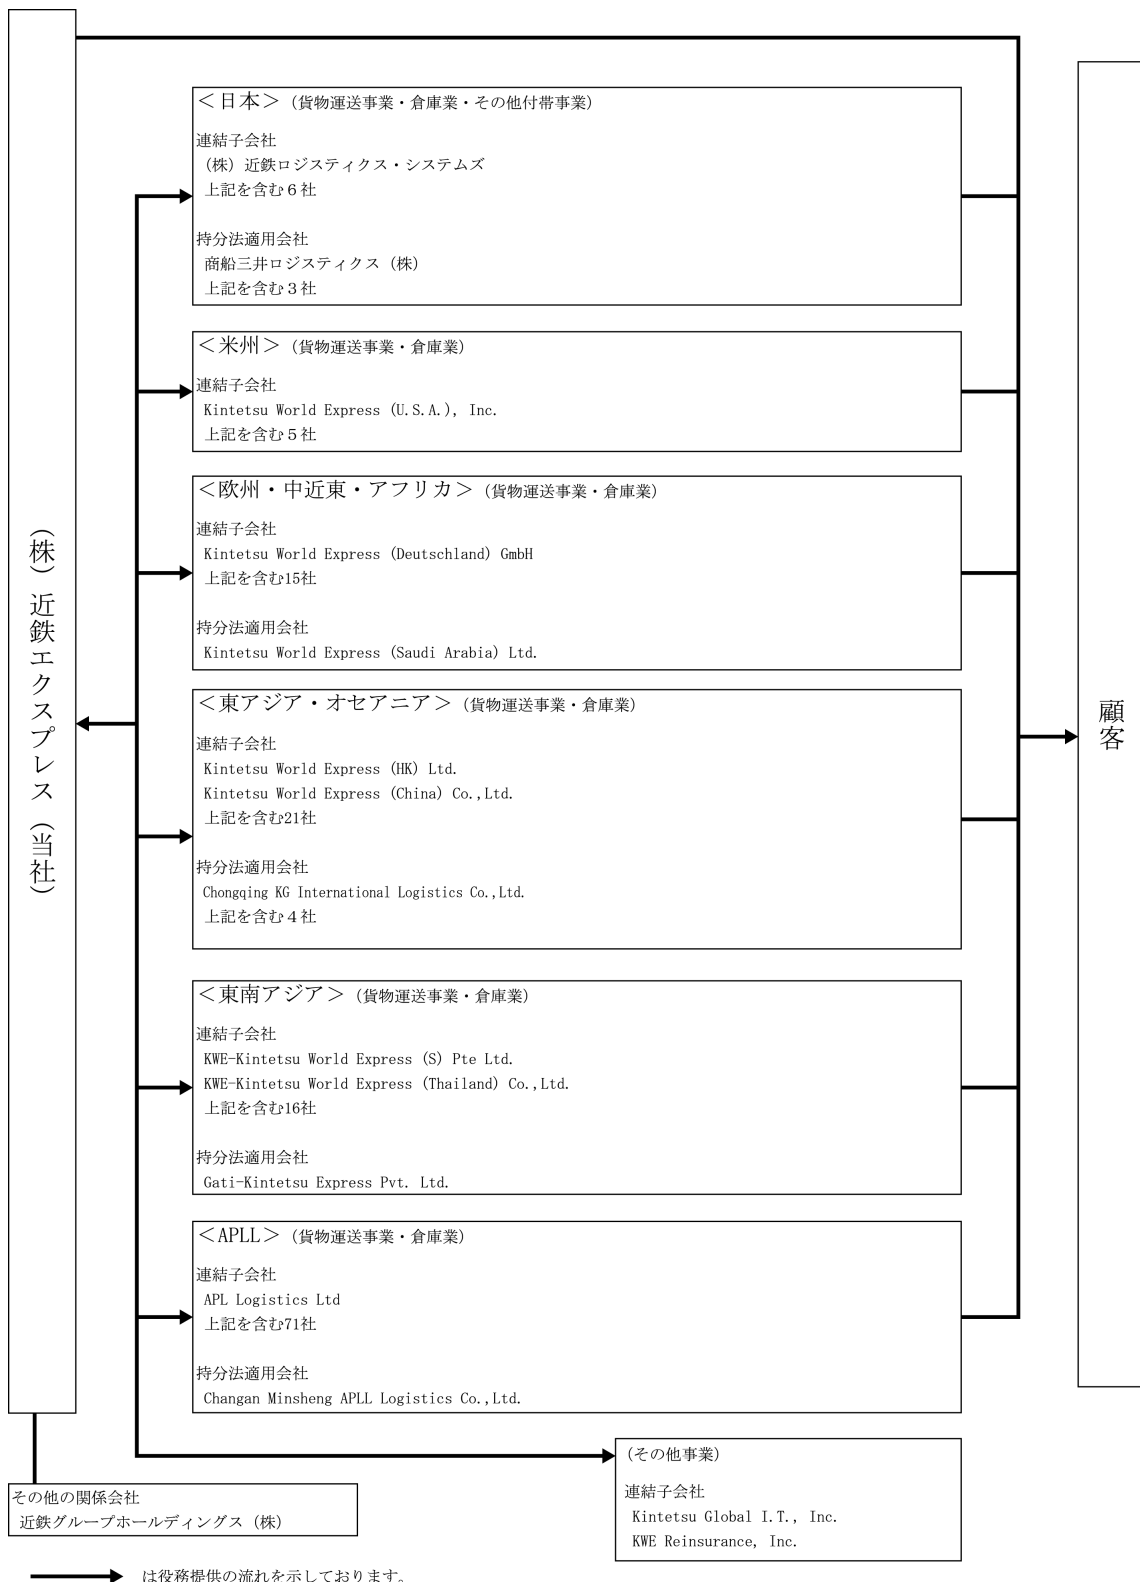 （株）近鉄エクスプレス（当社）
＜日本＞（貨物運送事業・倉庫業・その他付帯事業）
連結子会社
（株）近鉄ロジスティクス・システムズ
上記を含む６社
持分法適用会社
商船三井ロジスティクス（株）
上記を含む３社
＜米州＞（貨物運送事業・倉庫業）
連結子会社
Kintetsu World Express (U.S.A.), Inc.
上記を含む５社
＜欧州・中近東・アフリカ＞（貨物運送事業・倉庫業）
連結子会社
Kintetsu World Express (Deutschland) GmbH
上記を含む15社
持分法適用会社
Kintetsu World Express (Saudi Arabia) Ltd.
＜東アジア・オセアニア＞（貨物運送事業・倉庫業）
連結子会社
Kintetsu World Express (HK) Ltd.
Kintetsu World Express (China) Co.,Ltd.
上記を含む21社
持分法適用会社
Chongqing KG International Logistics Co.,Ltd.
上記を含む４社
＜東南アジア＞（貨物運送事業・倉庫業）
連結子会社
KWE-Kintetsu World Express (S) Pte Ltd.
KWE-Kintetsu World Express (Thailand) Co.,Ltd.
上記を含む16社
持分法適用会社
Gati-Kintetsu Express Pvt. Ltd.
＜APLL＞（貨物運送事業・倉庫業）
連結子会社
APL Logistics Ltd
上記を含む71社
持分法適用会社
Changan Minsheng APLL Logistics Co.,Ltd.
顧客
（その他事業）
連結子会社
Kintetsu Global I.T., Inc.
KWE Reinsurance, Inc.
その他の関係会社
近鉄グループホールディングス（株）
は役務提供の流れを示しております。